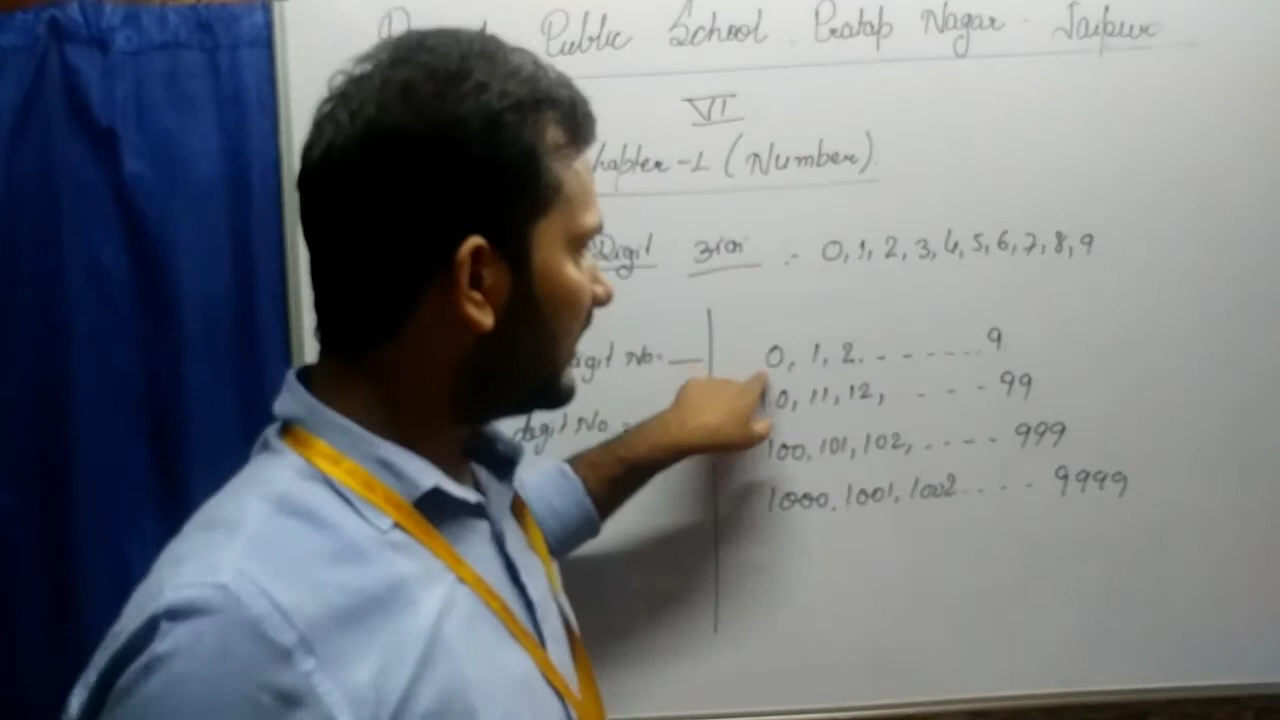 Public School Pratap Nagar - Jaipur
VI
Chapter-1 (Number)
Digit अंक :- 0, 1, 2, 3, 4, 5, 6, 7, 8, 9
digit No. — 0, 1, 2. - - - - - - 9
digit No - 10, 11, 12, - - - - 99
100, 101, 102, - - - - 999
1000, 1001, 1002 - - - - 9999